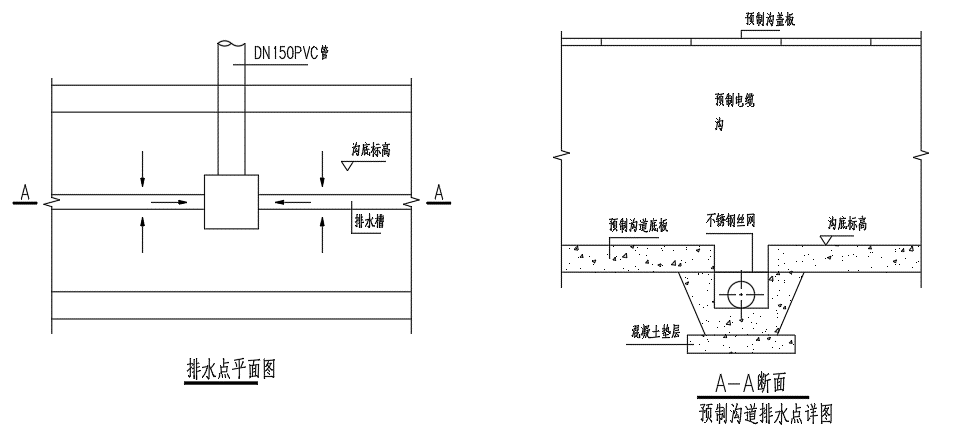 DN150PVC管
沟底标高
A
A
排水槽
排水点平面图
预制沟盖板
预制电缆
沟
预制沟道底板
不锈钢丝网
沟底标高
混凝土垫层
A-A断面
预制沟道排水点详图